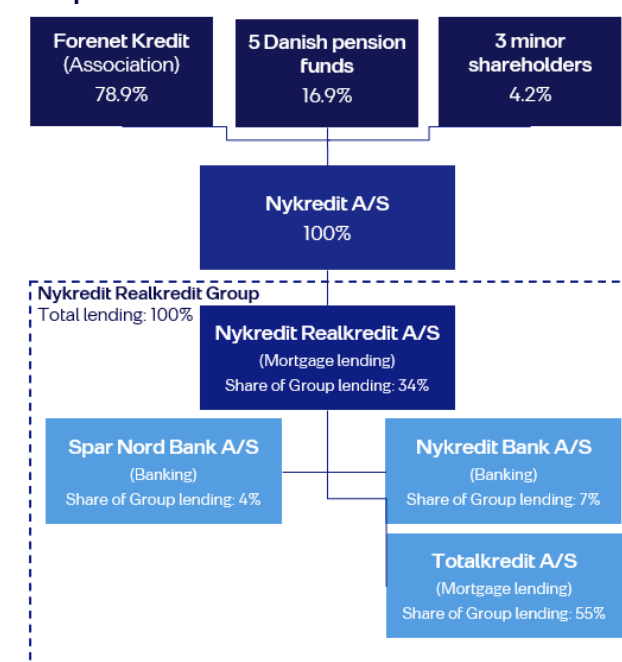 Forenet Kredit
(Association)
78.9%
5 Danish pension
funds
16.9%
3 minor
shareholders
4.2%
Nykredit A/S
100%
Nykredit Realkredit Group
Total lending: 100%
Nykredit Realkredit A/S
(Mortgage lending)
Share of Group lending: 34%
Spar Nord Bank A/S
(Banking)
Share of Group lending: 4%
Nykredit Bank A/S
(Banking)
Share of Group lending: 7%
Totalkredit A/S
(Mortgage lending)
Share of Group lending: 55%